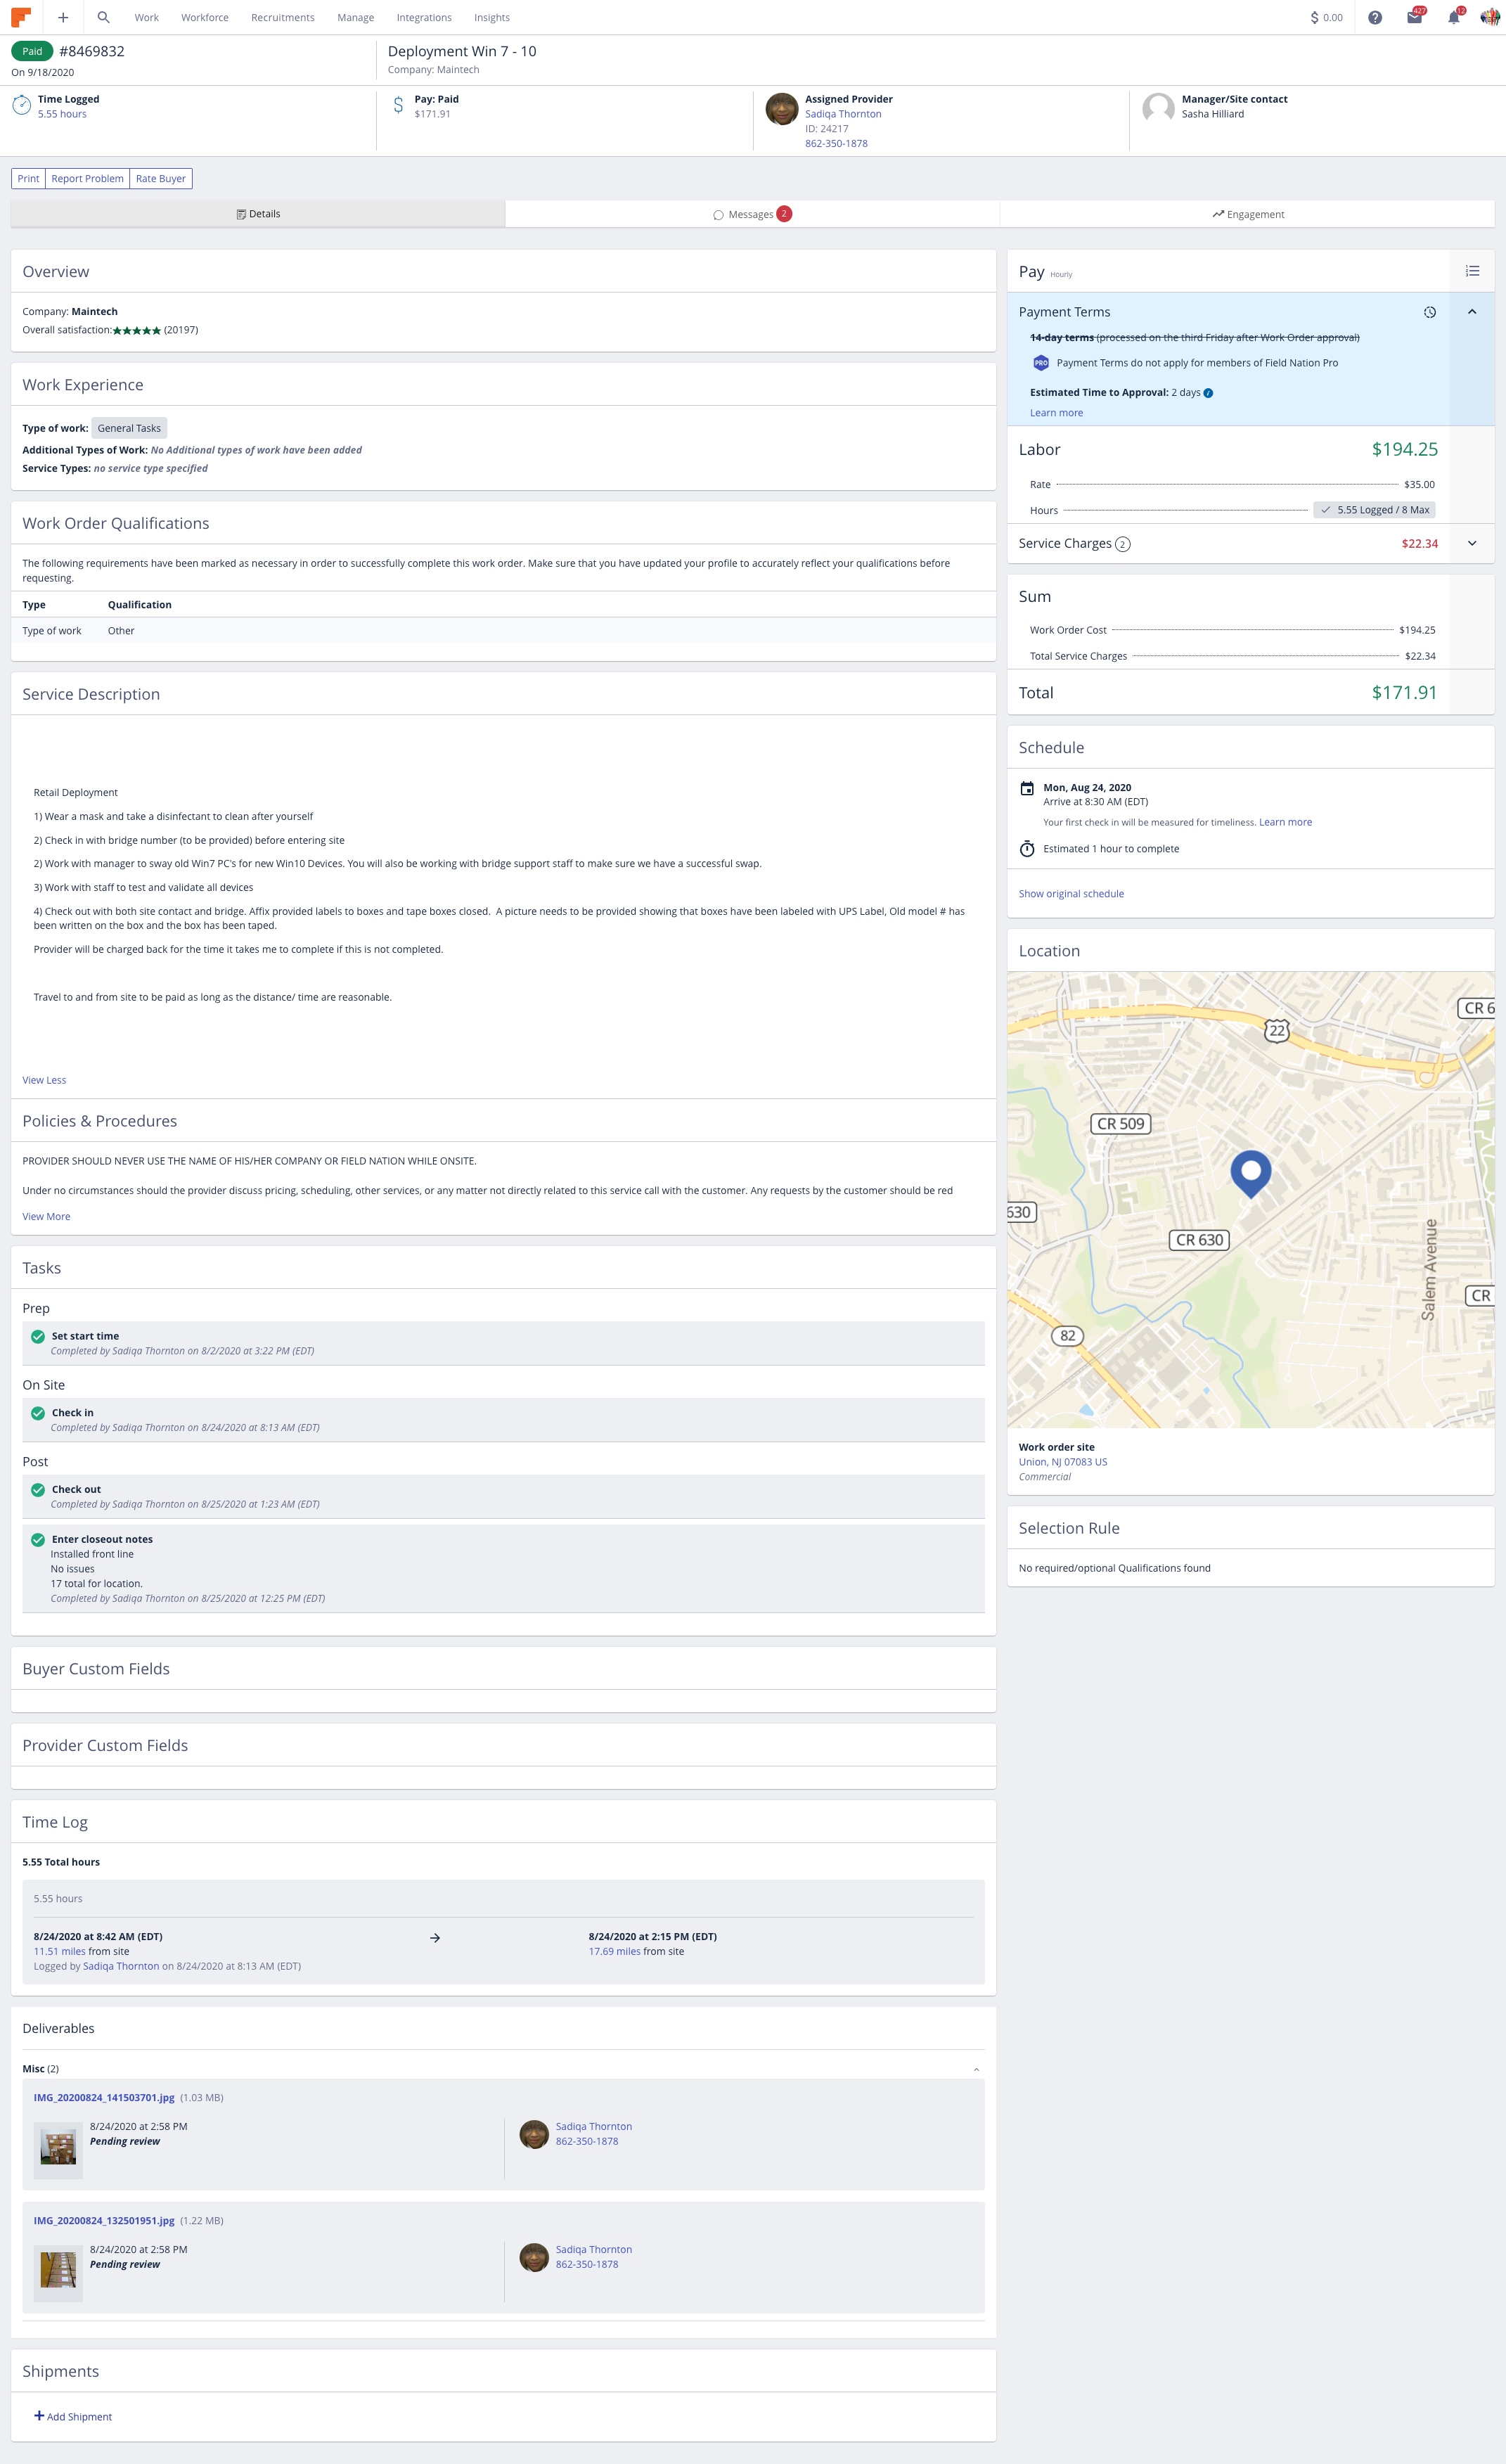 Work Workforce Recruitments Manage Integrations Insights
0.00 427 12
Paid #8469832
On 9/18/2020
Deployment Win 7 - 10
Company: Maintech
Time Logged
5.55 hours
Pay: Paid
$171.91
Assigned Provider
Sadiqa Thornton
ID: 24217
862-350-1878
Manager/Site contact
Sasha Hilliard
Print Report Problem Rate Buyer
Details Messages 2 Engagement
Overview
Company: Maintech
Overall satisfaction:★★★★★ (20197)
Work Experience
Type of work: General Tasks
Additional Types of Work: No Additional types of work have been added
Service Types: no service type specified
Work Order Qualifications
The following requirements have been marked as necessary in order to successfully complete this work order. Make sure that you have updated your profile to accurately reflect your qualifications before
requesting.
Type Qualification
Type of work Other
Service Description
Retail Deployment
1) Wear a mask and take a disinfectant to clean after yourself
2) Check in with bridge number (to be provided) before entering site
2) Work with manager to sway old Win7 PC's for new Win10 Devices. You will also be working with bridge support staff to make sure we have a successful swap.
3) Work with staff to test and validate all devices
4) Check out with both site contact and bridge. Affix provided labels to boxes and tape boxes closed.  A picture needs to be provided showing that boxes have been labeled with UPS Label, Old model # has
been written on the box and the box has been taped.
Provider will be charged back for the time it takes me to complete if this is not completed.
Travel to and from site to be paid as long as the distance/ time are reasonable.
View Less
Policies & Procedures
PROVIDER SHOULD NEVER USE THE NAME OF HIS/HER COMPANY OR FIELD NATION WHILE ONSITE.
Under no circumstances should the provider discuss pricing, scheduling, other services, or any matter not directly related to this service call with the customer. Any requests by the customer should be red
View More
Tasks
Prep
Set start time
Completed by Sadiqa Thornton on 8/2/2020 at 3:22 PM (EDT)
On Site
Check in
Completed by Sadiqa Thornton on 8/24/2020 at 8:13 AM (EDT)
Post
Check out
Completed by Sadiqa Thornton on 8/25/2020 at 1:23 AM (EDT)
Enter closeout notes
Installed front line
No issues
17 total for location.
Completed by Sadiqa Thornton on 8/25/2020 at 12:25 PM (EDT)
Buyer Custom Fields
Provider Custom Fields
Time Log
5.55 Total hours
5.55 hours
8/24/2020 at 8:42 AM (EDT) 8/24/2020 at 2:15 PM (EDT)
11.51 miles from site 17.69 miles from site
Logged by Sadiqa Thornton on 8/24/2020 at 8:13 AM (EDT)
Deliverables
Misc (2)
IMG_20200824_141503701.jpg (1.03 MB)
8/24/2020 at 2:58 PM
Pending review
Sadiqa Thornton
862-350-1878
IMG_20200824_132501951.jpg (1.22 MB)
8/24/2020 at 2:58 PM
Pending review
Sadiqa Thornton
862-350-1878
Shipments
Add Shipment
Pay Hourly
Payment Terms
14-day terms (processed on the third Friday after Work Order approval)
PRO Payment Terms do not apply for members of Field Nation Pro
Estimated Time to Approval: 2 days
Learn more
Labor $194.25
Rate $35.00
Hours 5.55 Logged / 8 Max
Service Charges 2 $22.34
Sum
Work Order Cost $194.25
Total Service Charges $22.34
Total $171.91
Schedule
Mon, Aug 24, 2020
Arrive at 8:30 AM (EDT)
Your first check in will be measured for timeliness. Learn more
Estimated 1 hour to complete
Show original schedule
Location
CR 6
22
CR 509
630
CR 630
Salem Avenue
CR
82
Work order site
Union, NJ 07083 US
Commercial
Selection Rule
No required/optional Qualifications found